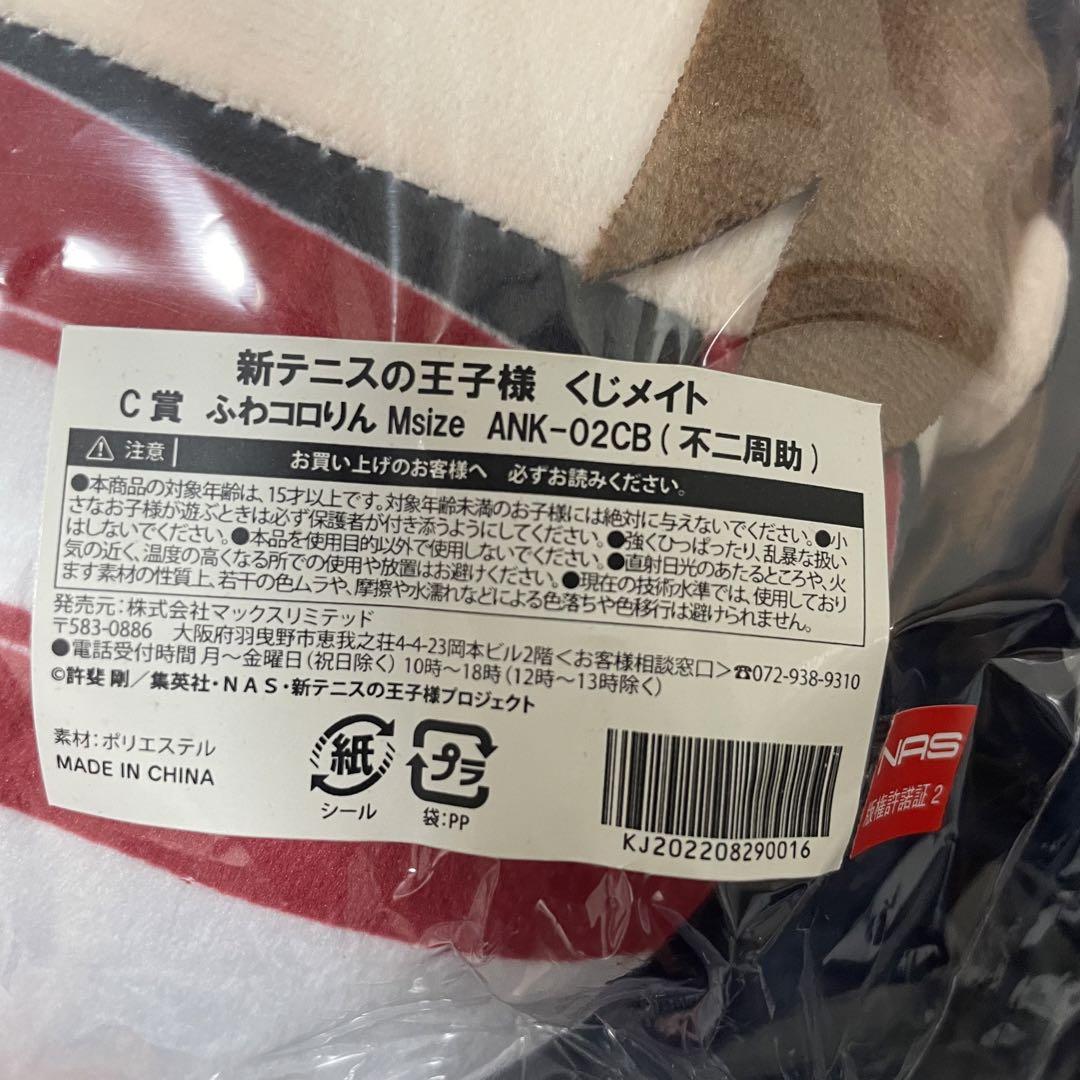 新テニスの王子様 くじメイト
C賞 ふわコロりん Msize ANK-02CB(不二周助)
注意 お買い上げのお客様へ 必ずお読みください。
●本商品の対象年齢は、15才以上です。対象年齢未満のお子様には絶対に与えないでください。●小
さなお子様が遊ぶときは必ず保護者が付き添うようにしてください。●強くひっぱったり、乱暴な扱い
はしないでください。●本品を使用目的以外で使用しないでください。●直射日光のあたるところや、火
気の近く、温度の高くなる所での使用や放置はお避けください。●現在の技術水準では、使用しており
ます素材の性質上、若干の色ムラや、摩擦や水濡れなどによる色落ちや色移行は避けられません。
発売元:株式会社マックスリミテッド
〒583-0886 大阪府羽曳野市恵我之荘4-4-23岡本ビル2階<お客様相談窓口>☎072-938-9310
●電話受付時間 月〜金曜日(祝日除く)10時〜18時(12時〜13時除く)
©許斐 剛/集英社・NAS・新テニスの王子様プロジェクト
素材:ポリエステル
MADE IN CHINA
紙
シール
プラ
袋:PP
KJ202208290016
NAS
版権許諾証2